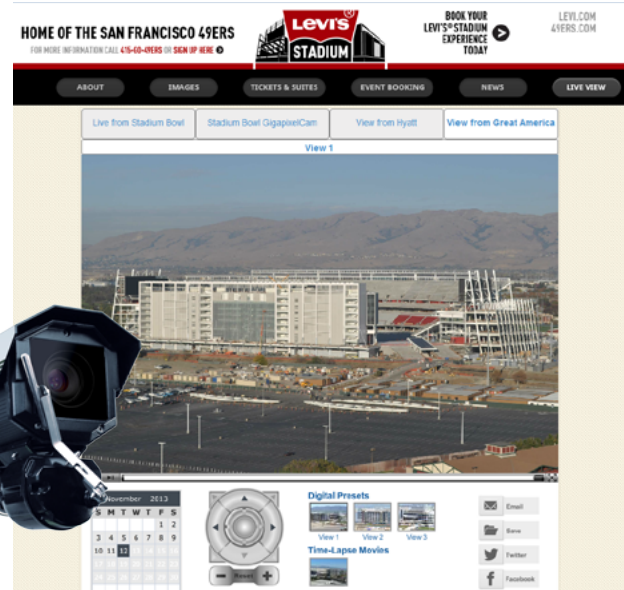 HOME OF THE SAN FRANCISCO 49ERS
FOR MORE INFORMATION CALL 415-GO-49ERS OR SIGN UP HERE
LEVI'S®
STADIUM
BOOK YOUR
LEVI'S® STADIUM
EXPERIENCE
TODAY
LEVI.COM
49ERS.COM
ABOUT
IMAGES
TICKETS & SUITES
EVENT BOOKING
NEWS
LIVE VIEW
Live from Stadium Bowl
Stadium Bowl GigapixelCam
View from Hyatt
View from Great America
View 1
November 2013
S M T W T F S
1 2
3 4 5 6 7 8 9
10 11 12
Reset
Digital Presets
View 1
View 2
View 3
Time-Lapse Movies
Email
Save
Twitter
Facebook